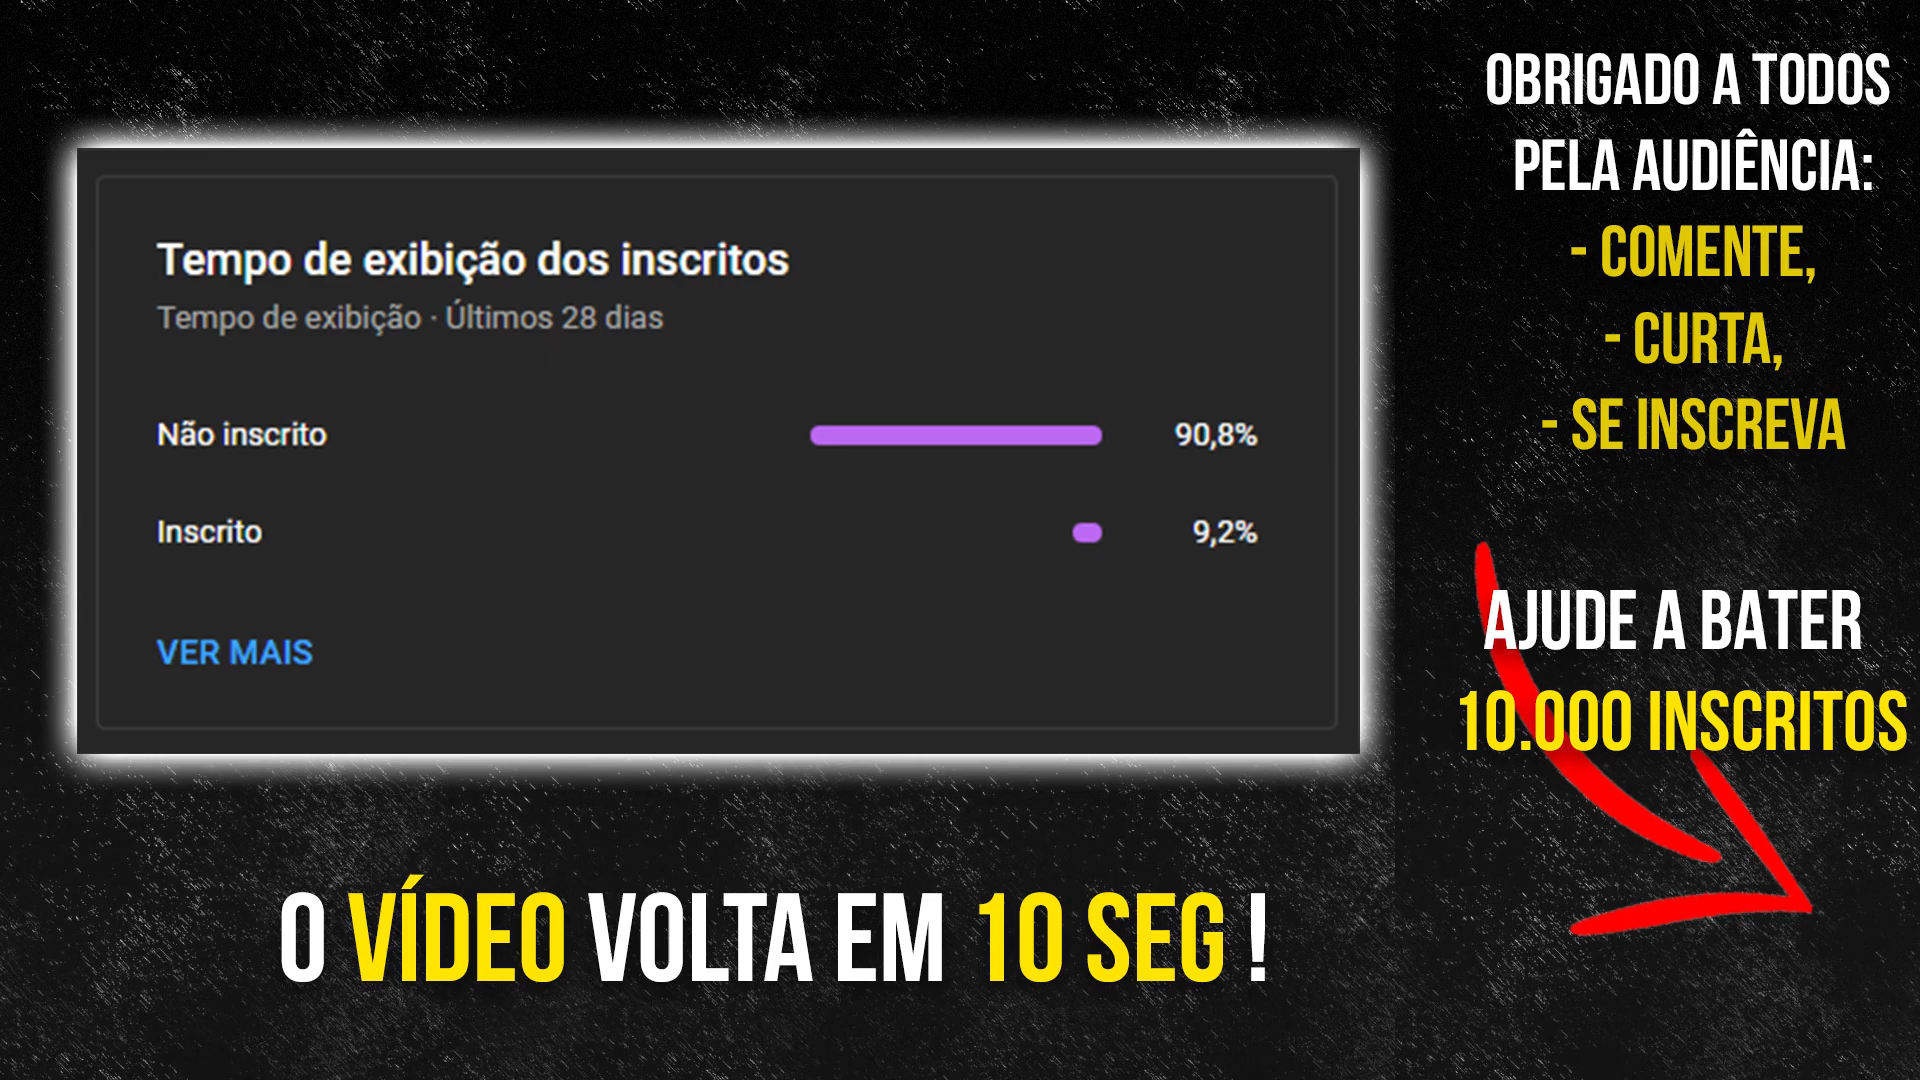 Tempo de exibição dos inscritos
Tempo de exibição · Últimos 28 dias
Não inscrito 90,8%
Inscrito 9,2%
VER MAIS
OBRIGADO A TODOS
PELA AUDIÊNCIA:
- COMENTE,
- CURTA,
- SE INSCREVA
AJUDE A BATER
10.000 INSCRITOS
O VÍDEO VOLTA EM 10 SEG !